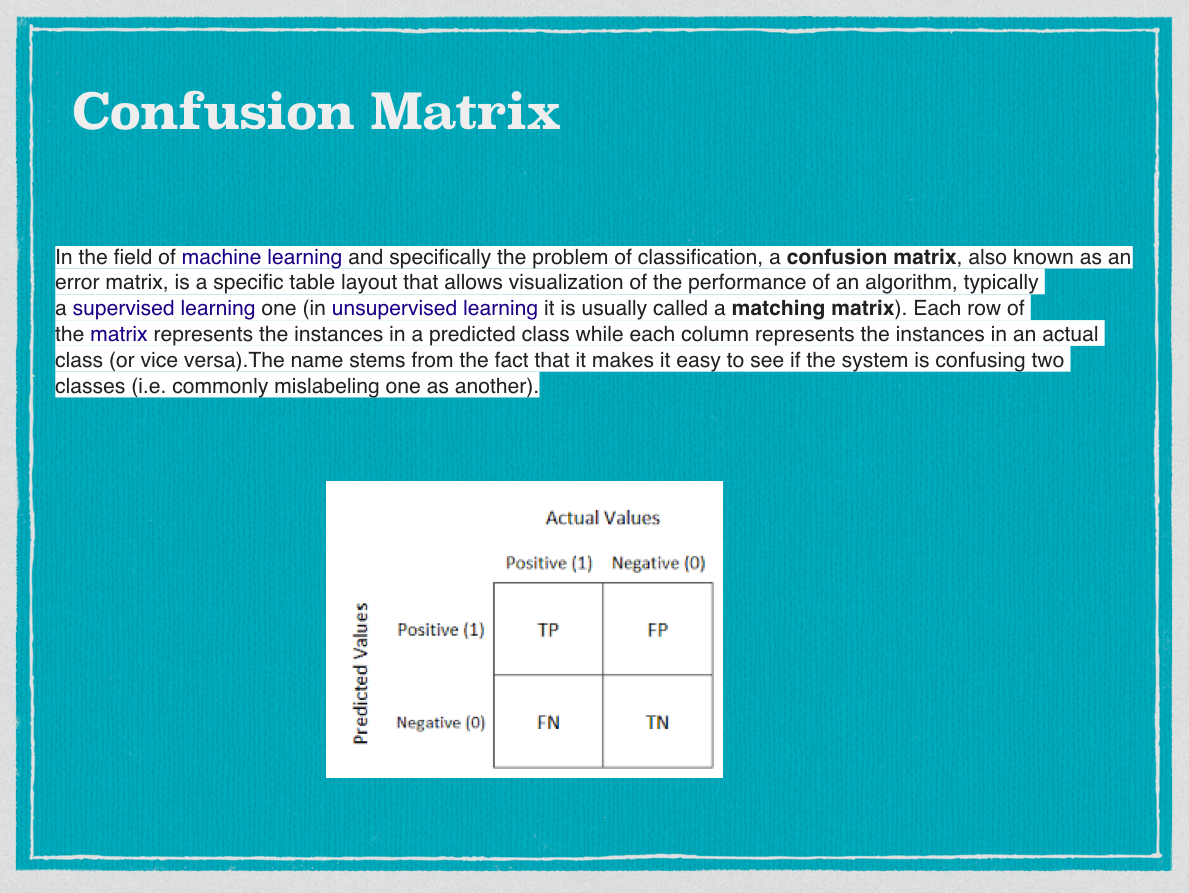 Confusion Matrix
In the field of machine learning and specifically the problem of classification, a confusion matrix, also known as an
error matrix, is a specific table layout that allows visualization of the performance of an algorithm, typically
a supervised learning one (in unsupervised learning it is usually called a matching matrix). Each row of
the matrix represents the instances in a predicted class while each column represents the instances in an actual
class (or vice versa).The name stems from the fact that it makes it easy to see if the system is confusing two
classes (i.e. commonly mislabeling one as another).
Actual Values
Positive (1) Negative (0)
Predicted Values
Positive (1) TP FP
Negative (0) FN TN